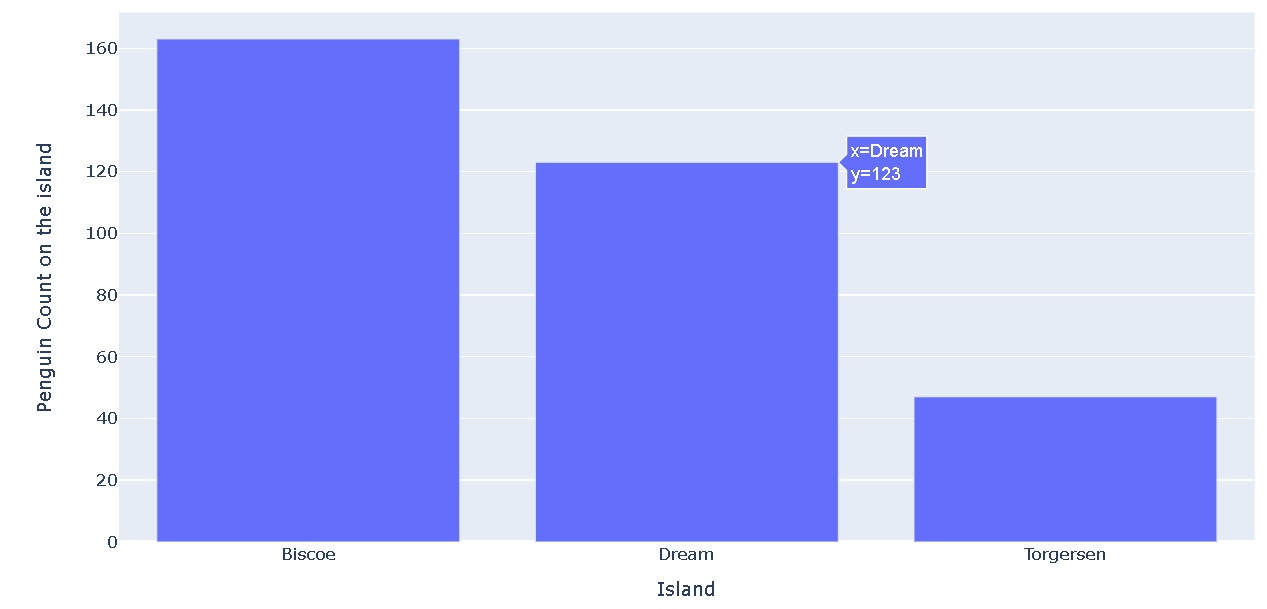 160
140
120
100
80
60
40
20
0
Penguin Count on the island
x=Dream
y=123
Biscoe
Dream
Torgersen
Island